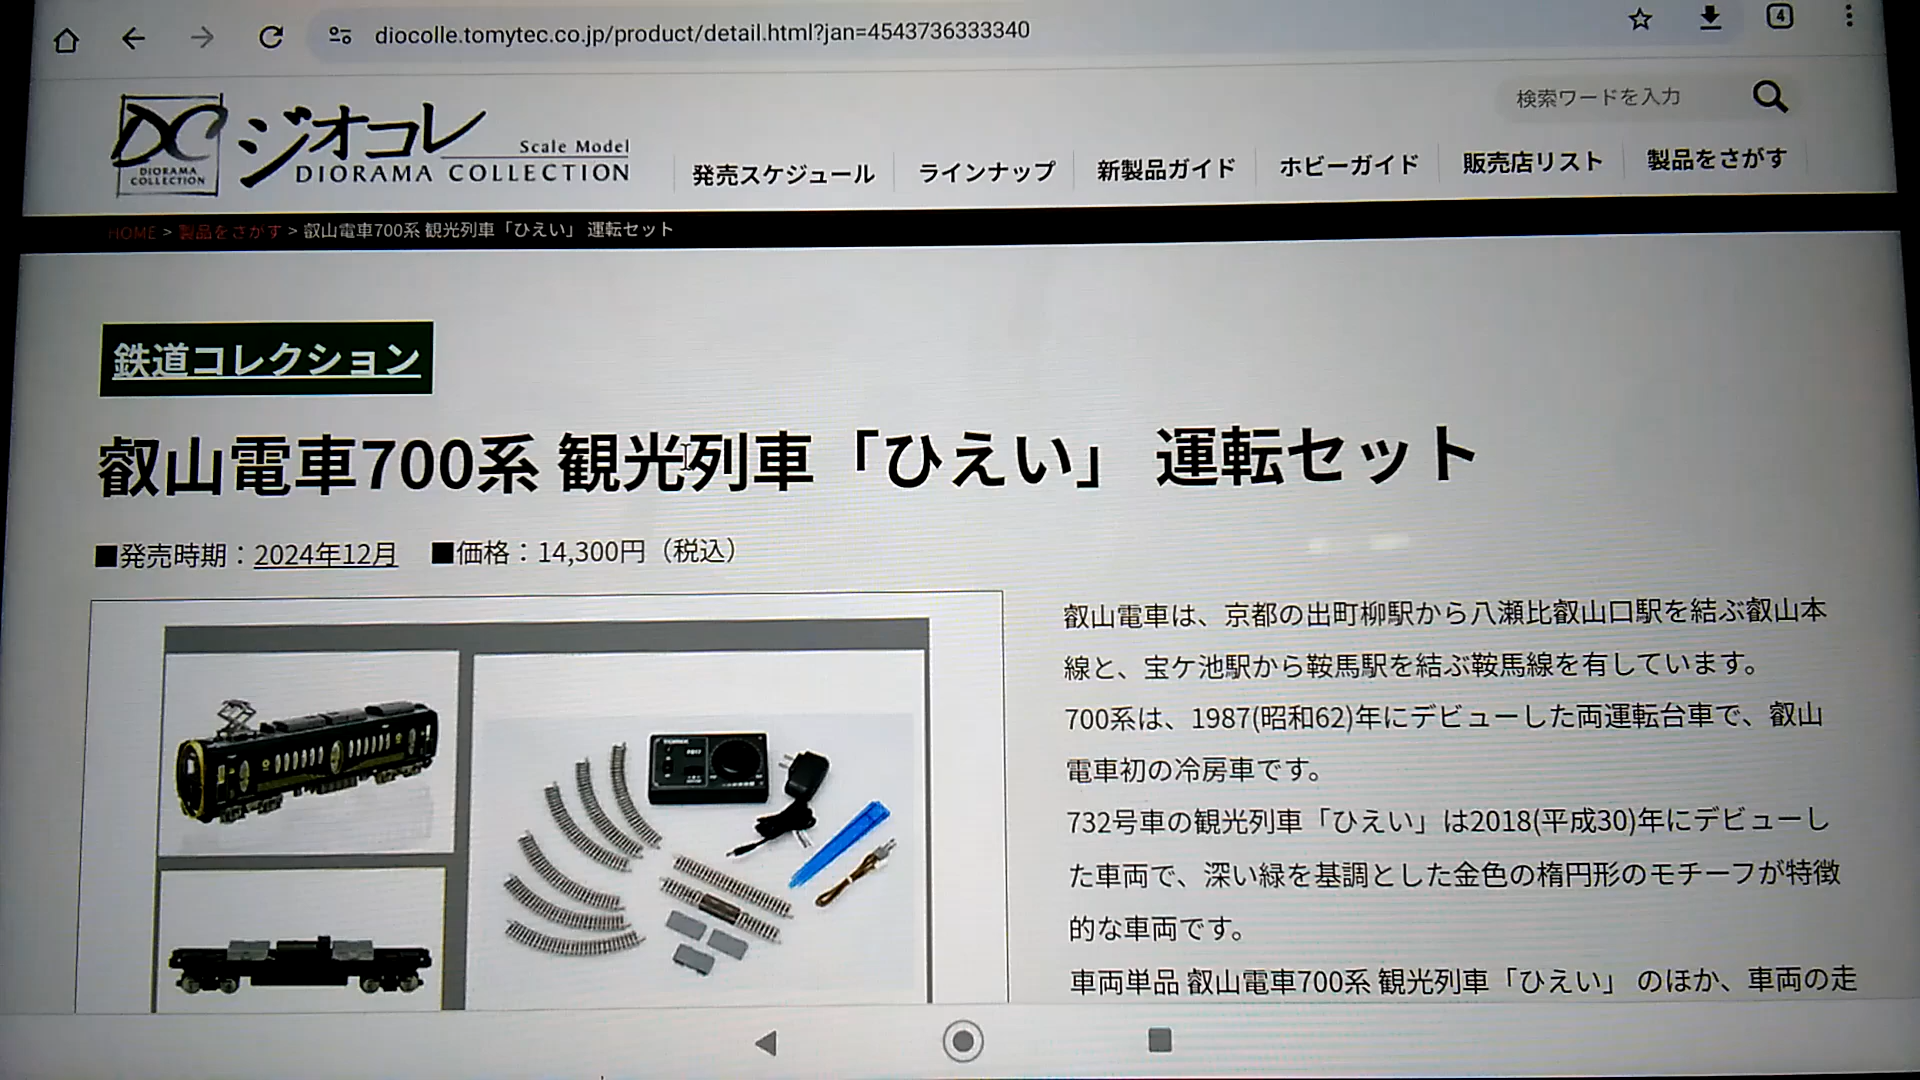 diocolle.tomytec.co.jp/product/detail.html?jan=4543736333340
4
DC
DIORAMA
COLLECTION
ジオコレ
Scale Model
DIORAMA COLLECTION
検索ワードを入力
発売スケジュール
ラインナップ
新製品ガイド
ホビーガイド
販売店リスト
製品をさがす
HOME > 製品をさがす > 叡山電車700系 観光列車「ひえい」 運転セット
鉄道コレクション
叡山電車700系 観光列車「ひえい」 運転セット
■発売時期：2024年12月 ■価格：14,300円（税込）
叡山電車は、京都の出町柳駅から八瀬比叡山口駅を結ぶ叡山本
線と、宝ケ池駅から鞍馬駅を結ぶ鞍馬線を有しています。
700系は、1987(昭和62)年にデビューした両運転台車で、叡山
電車初の冷房車です。
732号車の観光列車「ひえい」は2018(平成30)年にデビューし
た車両で、深い緑を基調とした金色の楕円形のモチーフが特徴
的な車両です。
車両単品 叡山電車700系 観光列車「ひえい」 のほか、車両の走